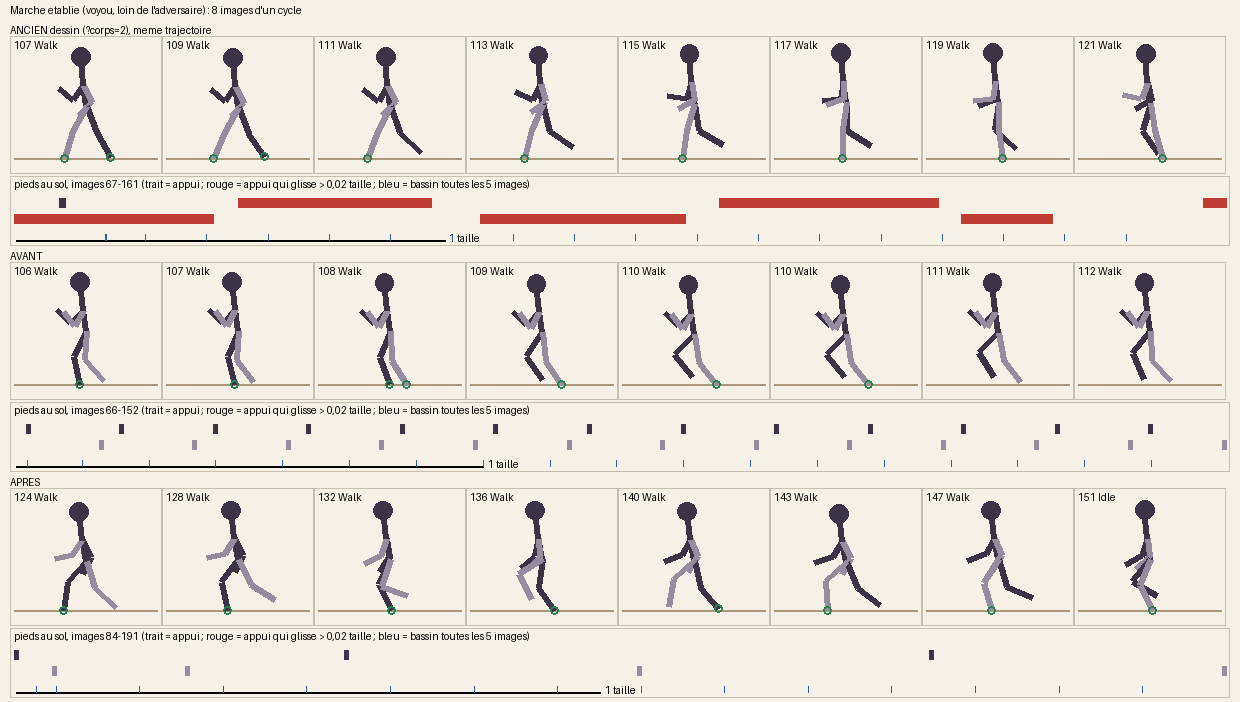 Marche etablie (voyou, loin de l'adversaire) : 8 images d'un cycle
ANCIEN dessin (?corps=2), meme trajectoire
107 Walk 109 Walk 111 Walk 113 Walk 115 Walk 117 Walk 119 Walk 121 Walk
pieds au sol, images 67-161 (trait = appui ; rouge = appui qui glisse > 0,02 taille ; bleu = bassin toutes les 5 images)
1 taille
AVANT
106 Walk 107 Walk 108 Walk 109 Walk 110 Walk 110 Walk 111 Walk 112 Walk
pieds au sol, images 66-152 (trait = appui ; rouge = appui qui glisse > 0,02 taille ; bleu = bassin toutes les 5 images)
1 taille
APRES
124 Walk 128 Walk 132 Walk 136 Walk 140 Walk 143 Walk 147 Walk 151 Idle
pieds au sol, images 84-191 (trait = appui ; rouge = appui qui glisse > 0,02 taille ; bleu = bassin toutes les 5 images)
1 taille